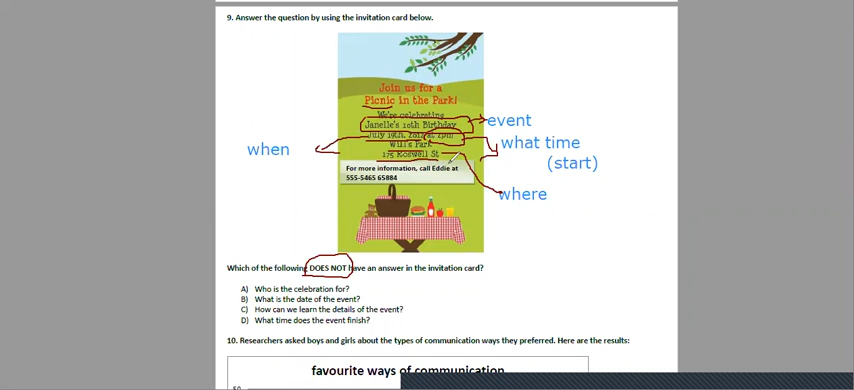 9. Answer the question by using the invitation card below.
Join us for a
Picnic in the Park!
We're celebrating
Janelle's 10th Birthday
July 19th, at 2pm
Will's Park
175 Roswell St
For more information, call Eddie at
555-5465 65884
event
when
what time
(start)
where
Which of the following DOES NOT have an answer in the invitation card?
A) Who is the celebration for?
B) What is the date of the event?
C) How can we learn the details of the event?
D) What time does the event finish?
10. Researchers asked boys and girls about the types of communication ways they preferred. Here are the results:
favourite ways of communication
50